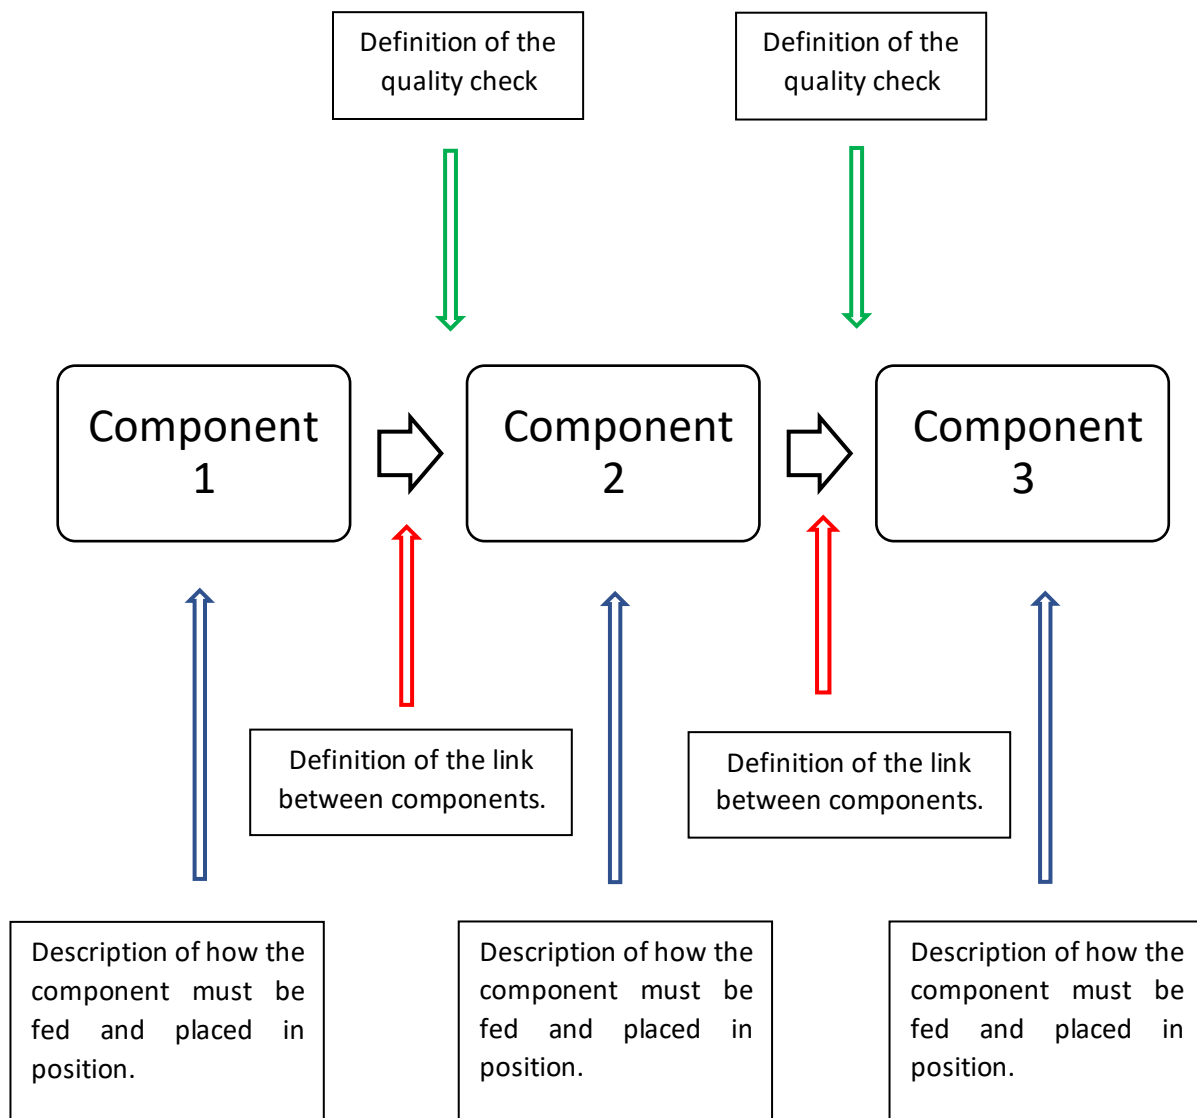 Definition of the
quality check
Definition of the
quality check
Component
1
Component
2
Component
3
Definition of the link
between components.
Definition of the link
between components.
Description of how the
component must be
fed and placed in
position.
Description of how the
component must be
fed and placed in
position.
Description of how the
component must be
fed and placed in
position.